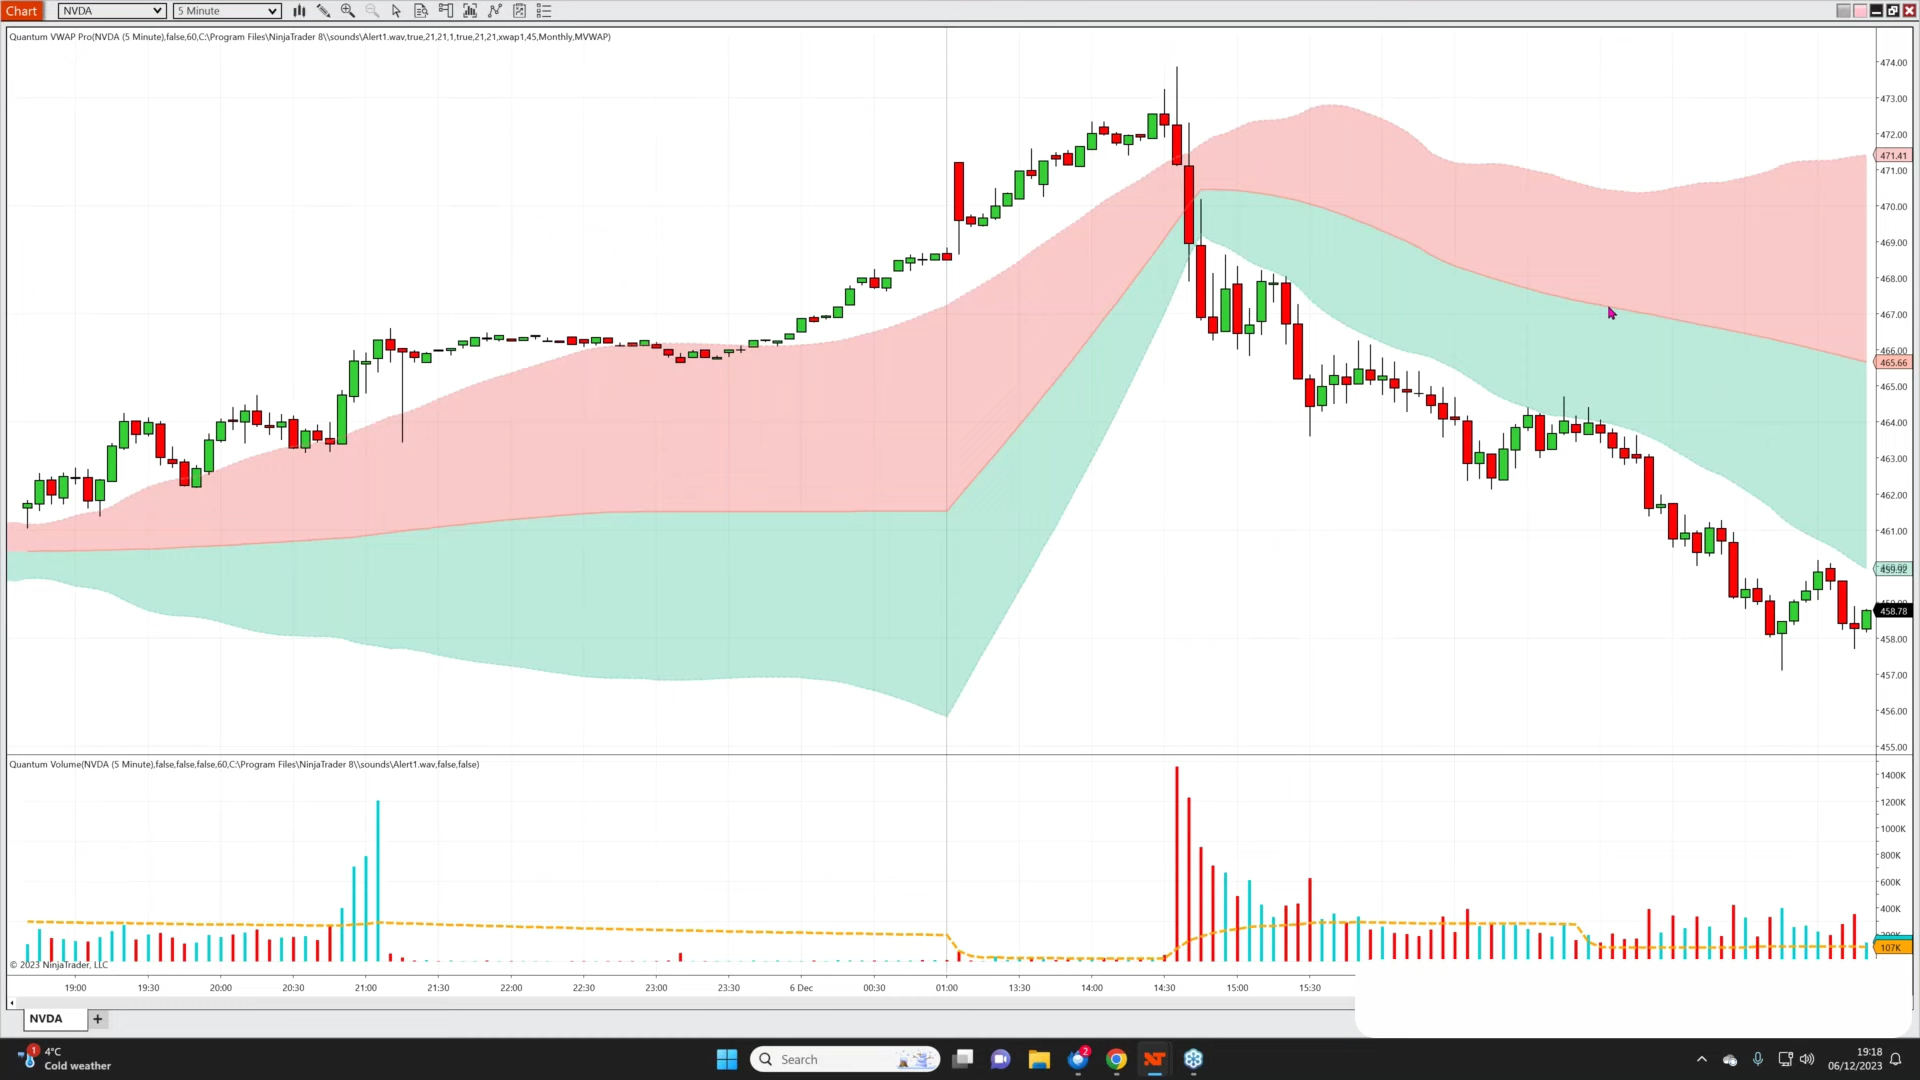 Chart NVDA 5 Minute
Quantum VWAP Pro(NVDA (5 Minute),false,60,C:\Program Files\NinjaTrader 8\\sounds\Alert1.wav,true,21,21,1,true,21,21,xwap1,45,Monthly,MVWAP)
474.00
473.00
472.00
471.41
471.00
470.00
469.00
468.00
467.00
466.00
465.66
465.00
464.00
463.00
462.00
461.00
459.92
458.78
458.00
457.00
456.00
455.00
Quantum Volume(NVDA (5 Minute),false,false,false,60,C:\Program Files\NinjaTrader 8\\sounds\Alert1.wav,false,false)
1400K
1200K
1000K
800K
600K
400K
107K
© 2023 NinjaTrader, LLC
19:00 19:30 20:00 20:30 21:00 21:30 22:00 22:30 23:00 23:30 6 Dec 00:30 01:00 13:30 14:00 14:30 15:00 15:30
NVDA +
1
4°C
Cold weather
Search
2
19:18
06/12/2023